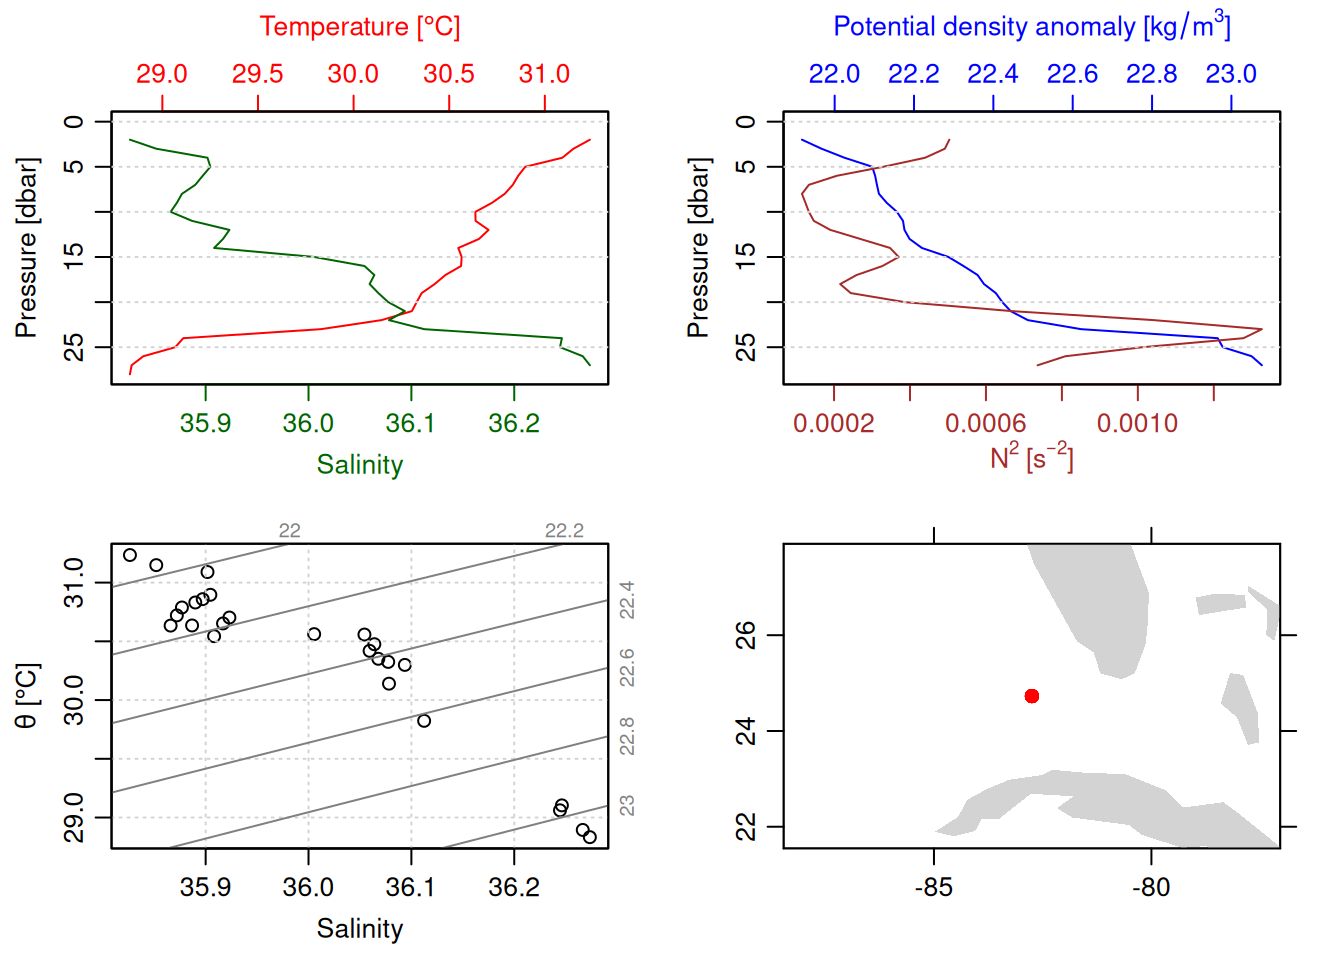 Temperature [°C]
29.0 29.5 30.0 30.5 31.0
Pressure [dbar]
0
5
15
25
35.9 36.0 36.1 36.2
Salinity
Potential density anomaly [kg/m³]
22.0 22.2 22.4 22.6 22.8 23.0
Pressure [dbar]
0
5
15
25
0.0002 0.0006 0.0010
N² [s⁻²]
22 22.2
22.4
22.6
22.8
23
θ [°C]
31.0
30.0
29.0
35.9 36.0 36.1 36.2
Salinity
26
24
22
-85 -80